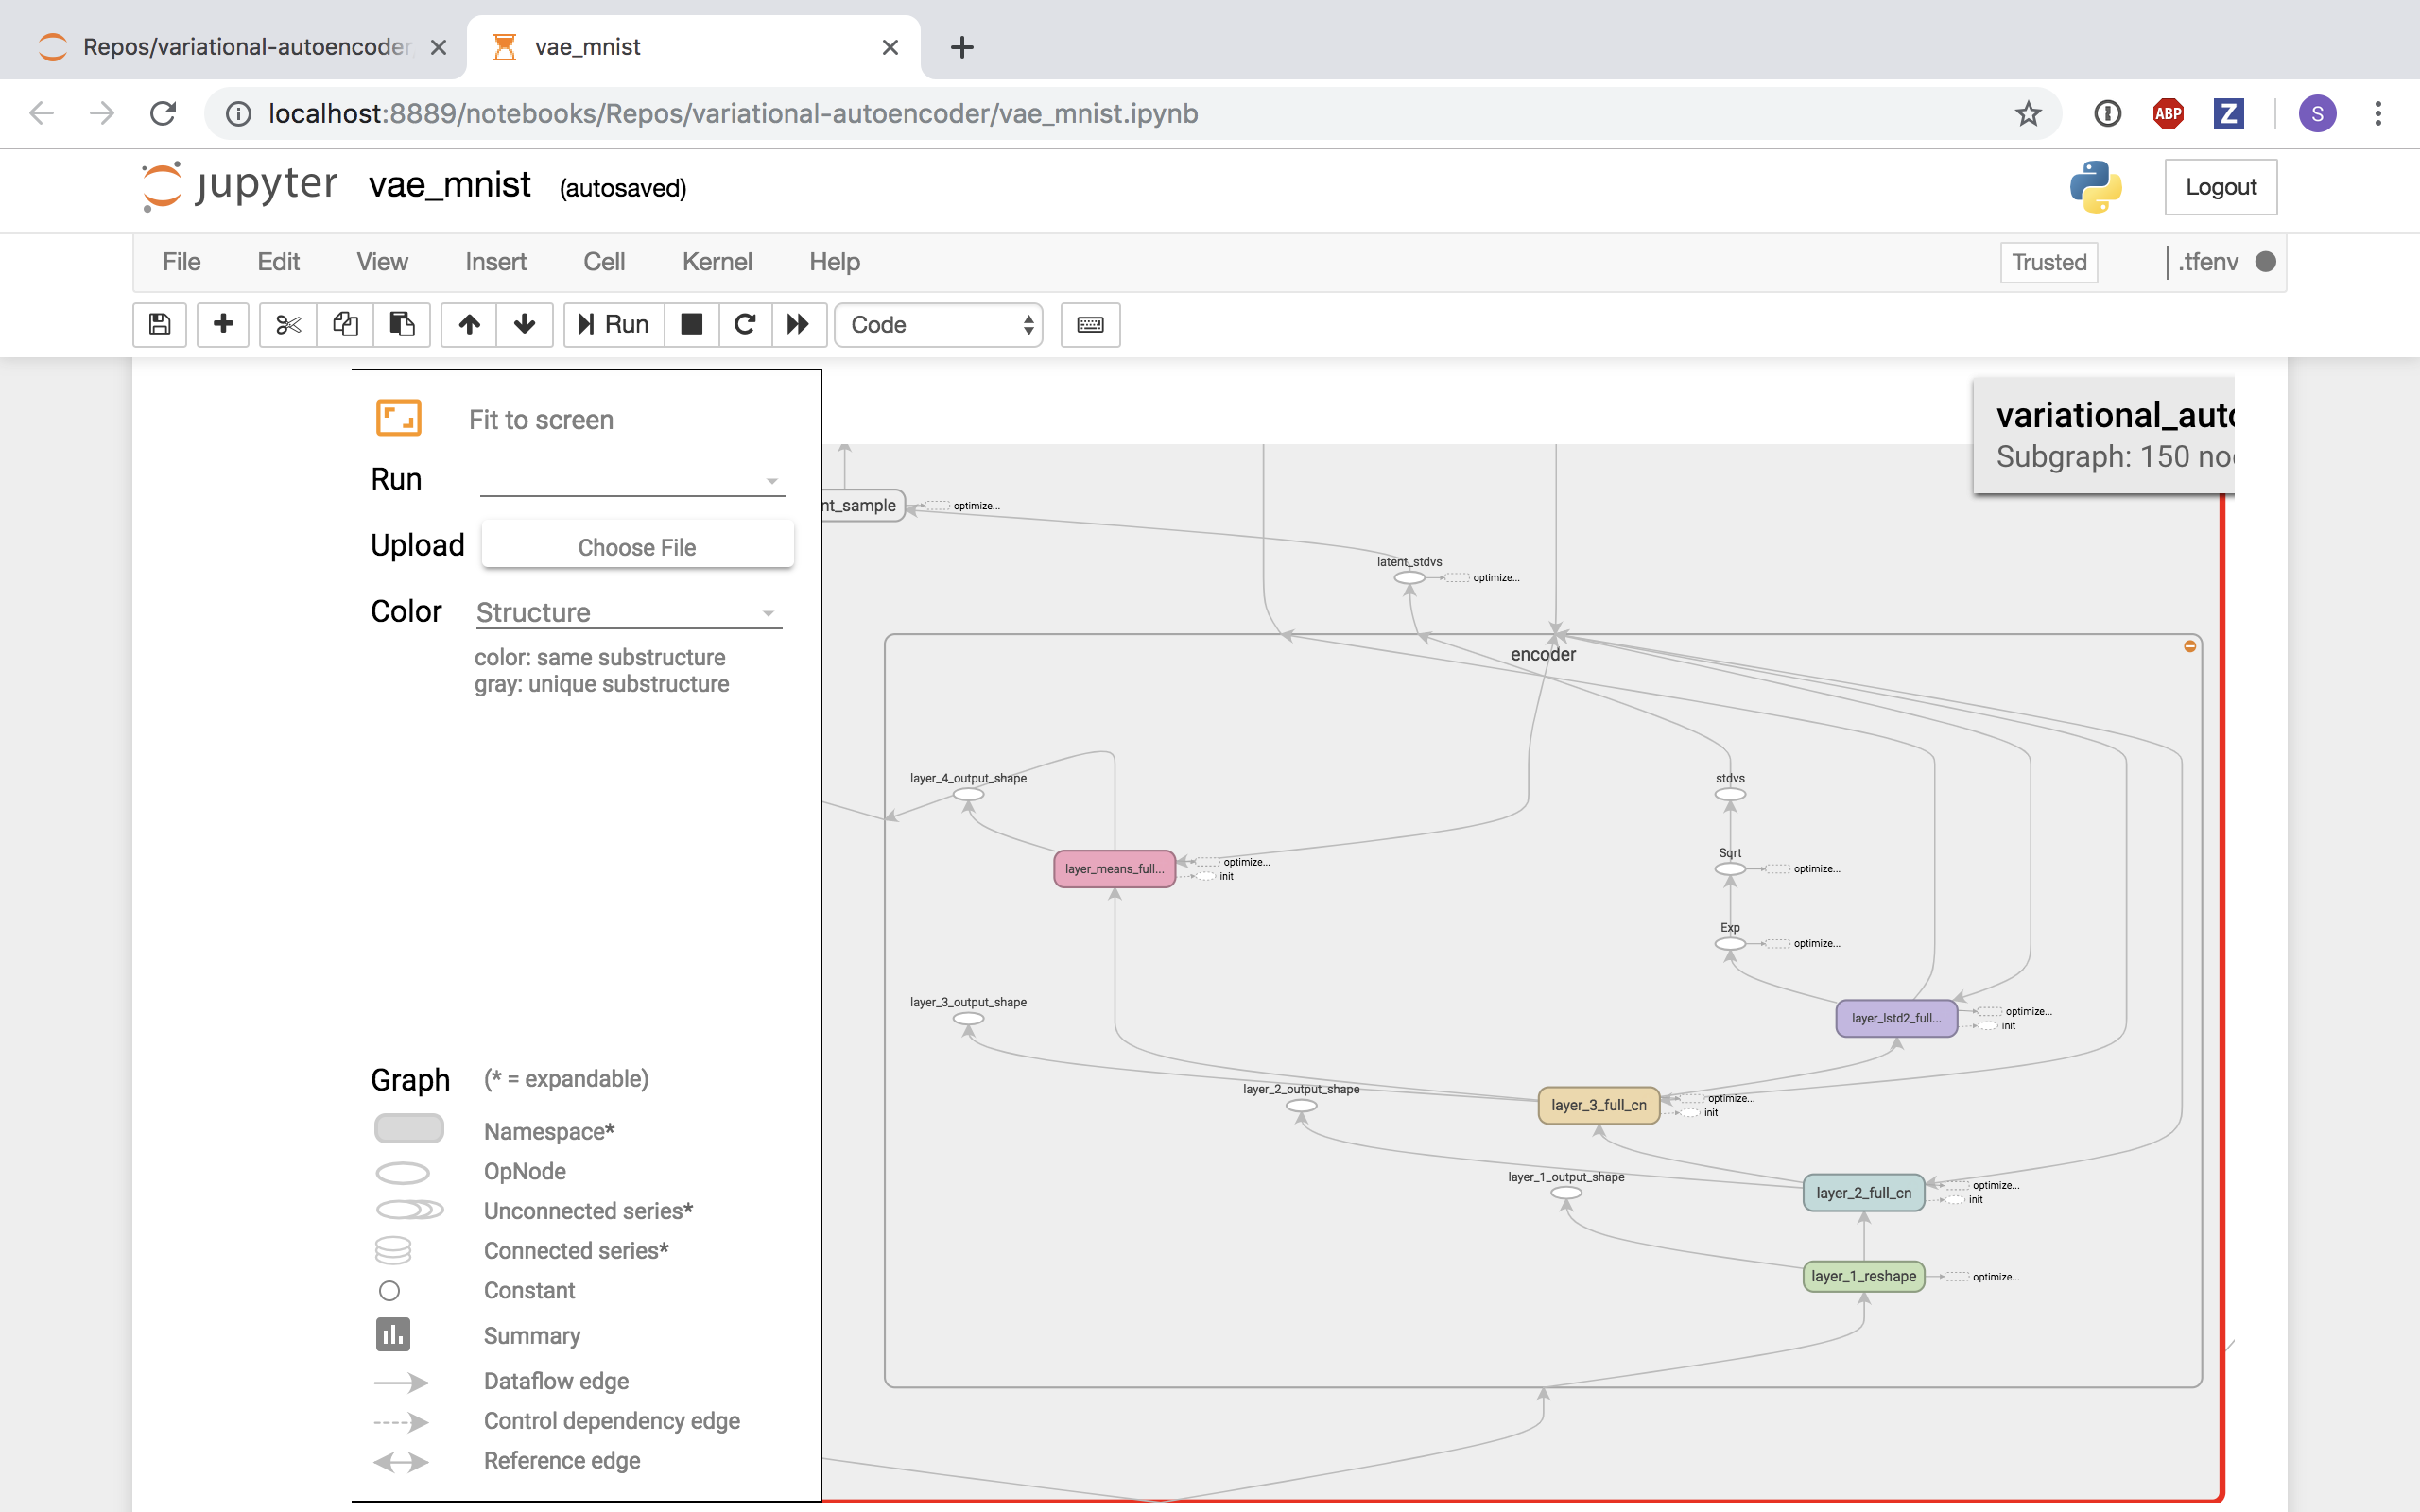 Repos/variational-autoencoder
vae_mnist
localhost:8889/notebooks/Repos/variational-autoencoder/vae_mnist.ipynb
ABP
Z
S
jupyter vae_mnist (autosaved)
Logout
File Edit View Insert Cell Kernel Help
Trusted
.tfenv
Run
Code
Fit to screen
Run
Upload Choose File
Color Structure
color: same substructure
gray: unique substructure
Graph (* = expandable)
Namespace*
OpNode
Unconnected series*
Connected series*
Constant
Summary
Dataflow edge
Control dependency edge
Reference edge
variational_auto
Subgraph: 150 no
nt_sample
optimize...
latent_stdvs
optimize...
encoder
layer_4_output_shape
stdvs
layer_means_full...
optimize...
init
Sqrt
optimize...
Exp
optimize...
layer_3_output_shape
layer_lstd2_full...
optimize...
init
layer_2_output_shape
layer_3_full_cn
optimize...
init
layer_1_output_shape
layer_2_full_cn
optimize...
init
layer_1_reshape
optimize...